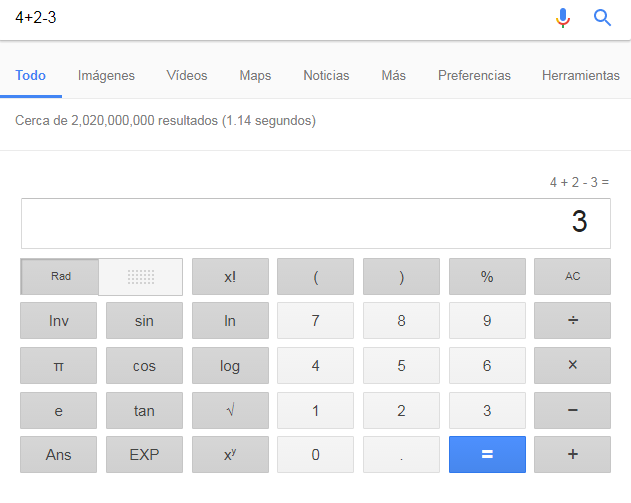 4+2-3
Todo Imágenes Vídeos Maps Noticias Más Preferencias Herramientas
Cerca de 2,020,000,000 resultados (1.14 segundos)
4 + 2 - 3 =
3
Rad x! ( ) % AC
Inv sin ln 7 8 9 ÷
π cos log 4 5 6 ×
e tan √ 1 2 3 −
Ans EXP xʸ 0 . = +